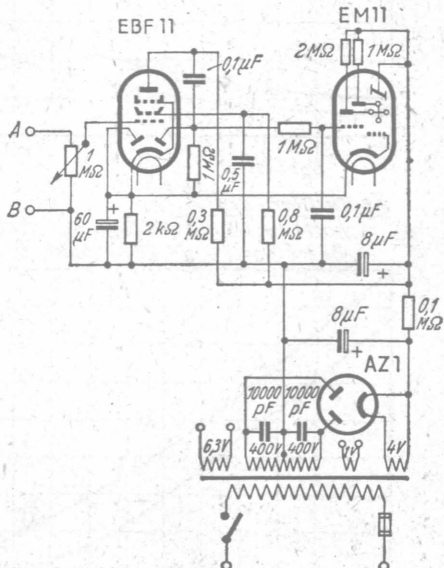 EBF 11
EM11
2MΩ
1MΩ
0,1µF
A
1
MΩ
B
60
µF
+
2kΩ
1MΩ
0,3
MΩ
0,5
µF
0,8
MΩ
1MΩ
0,1µF
8µF
+
0,1
MΩ
8µF
+
AZ1
10000
pF
10000
pF
6,3V
400V
400V
4V